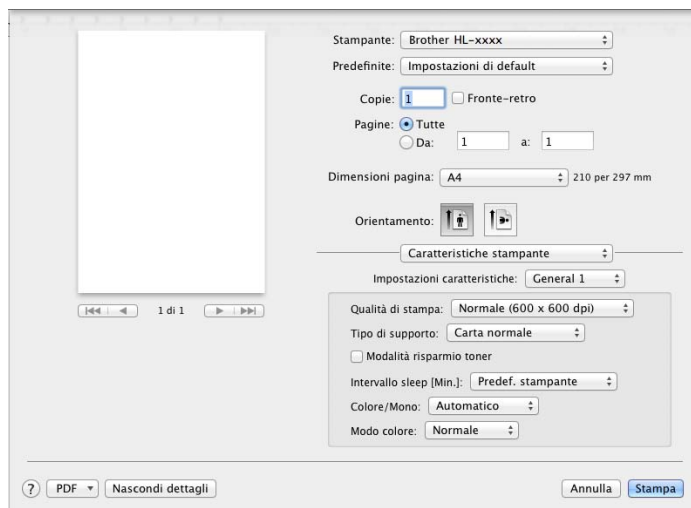 Stampante: Brother HL-xxxx
Predefinite: Impostazioni di default
Copie: 1 Fronte-retro
Pagine: Tutte
Da: 1 a: 1
Dimensioni pagina: A4 210 per 297 mm
Orientamento:
Caratteristiche stampante
Impostazioni caratteristiche: General 1
1 di 1
Qualità di stampa: Normale (600 x 600 dpi)
Tipo di supporto: Carta normale
Modalità risparmio toner
Intervallo sleep [Min.]: Predef. stampante
Colore/Mono: Automatico
Modo colore: Normale
? PDF Nascondi dettagli Annulla Stampa